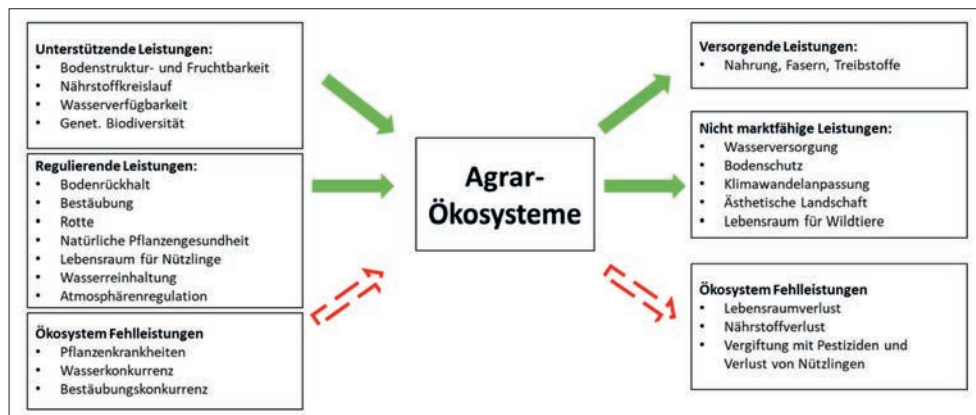 Unterstützende Leistungen:
• Bodenstruktur- und Fruchtbarkeit
• Nährstoffkreislauf
• Wasserverfügbarkeit
• Genet. Biodiversität
Regulierende Leistungen:
• Bodenrückhalt
• Bestäubung
• Rotte
• Natürliche Pflanzengesundheit
• Lebensraum für Nützlinge
• Wasserreinhaltung
• Atmosphärenregulation
Ökosystem Fehlleistungen
• Pflanzenkrankheiten
• Wasserkonkurrenz
• Bestäubungskonkurrenz
Agrar-
Ökosysteme
Versorgende Leistungen:
• Nahrung, Fasern, Treibstoffe
Nicht marktfähige Leistungen:
• Wasserversorgung
• Bodenschutz
• Klimawandelanpassung
• Ästhetische Landschaft
• Lebensraum für Wildtiere
Ökosystem Fehlleistungen
• Lebensraumverlust
• Nährstoffverlust
• Vergiftung mit Pestiziden und
Verlust von Nützlingen